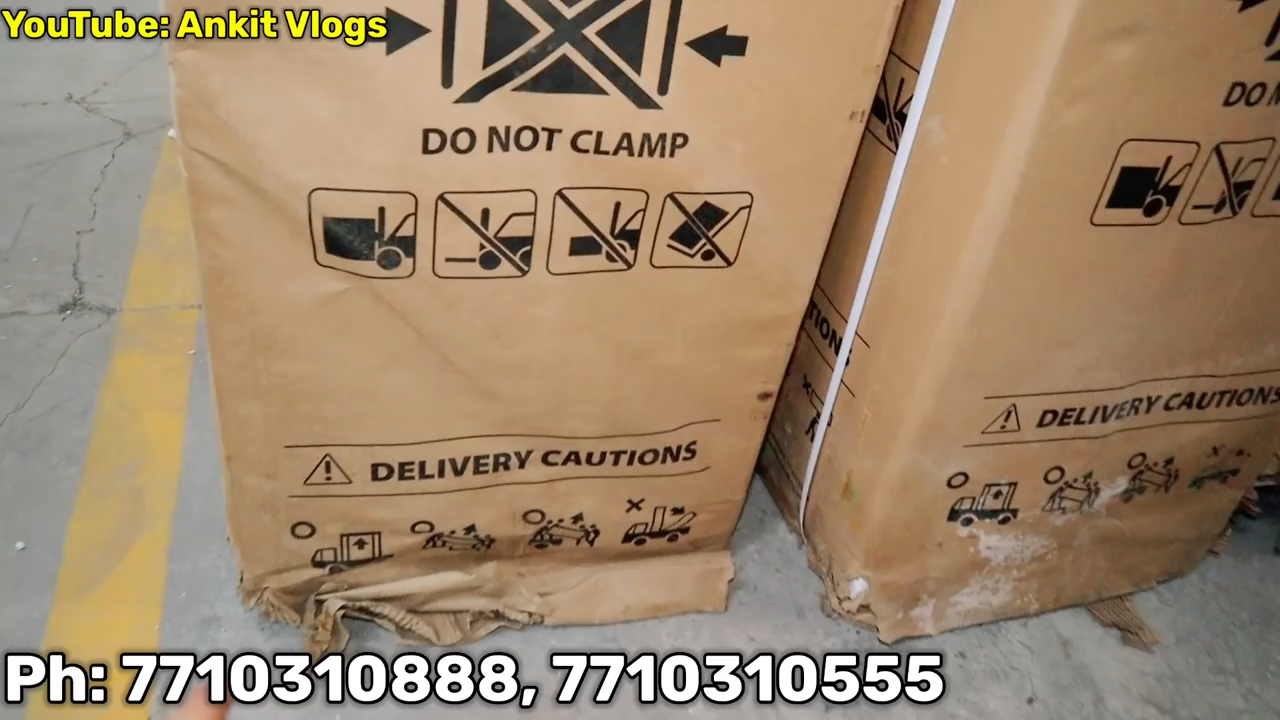 YouTube: Ankit Vlogs
DO NOT CLAMP
DO
DELIVERY CAUTIONS
DELIVERY CAUTIONS
Ph: 7710310888, 7710310555